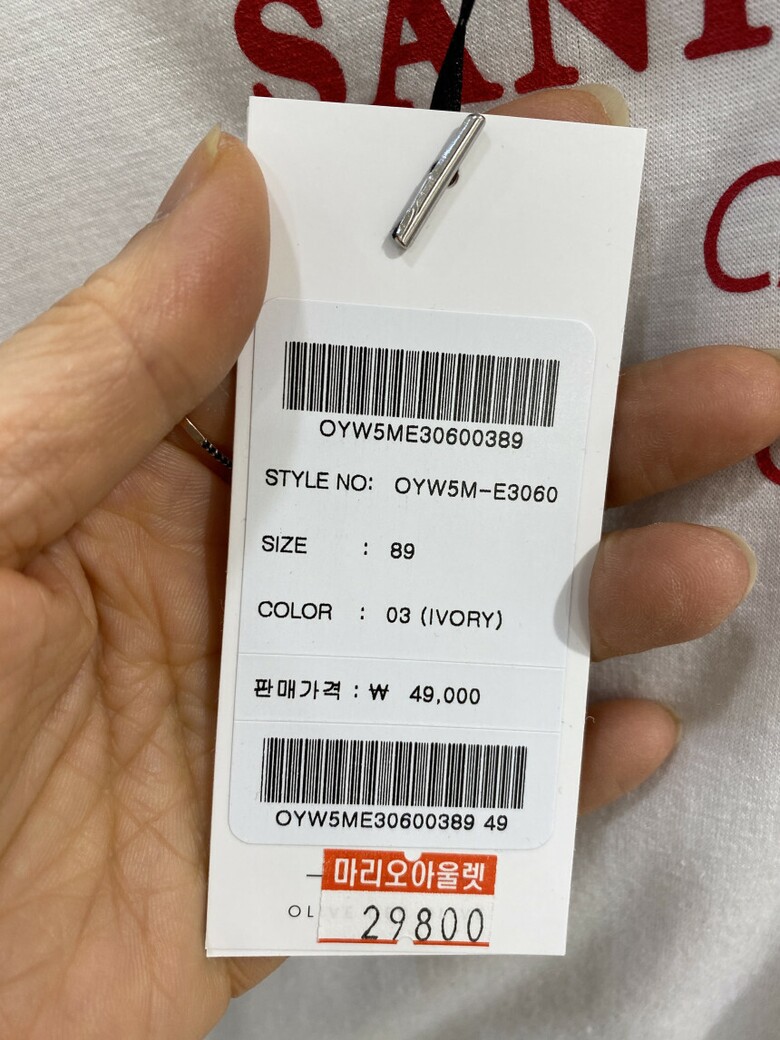 SAN
OYW5ME30600389
STYLE NO: OYW5M-E3060
SIZE : 89
COLOR : 03 (IVORY)
판매가격 : ₩ 49,000
OYW5ME30600389 49
마리오아울렛
29800